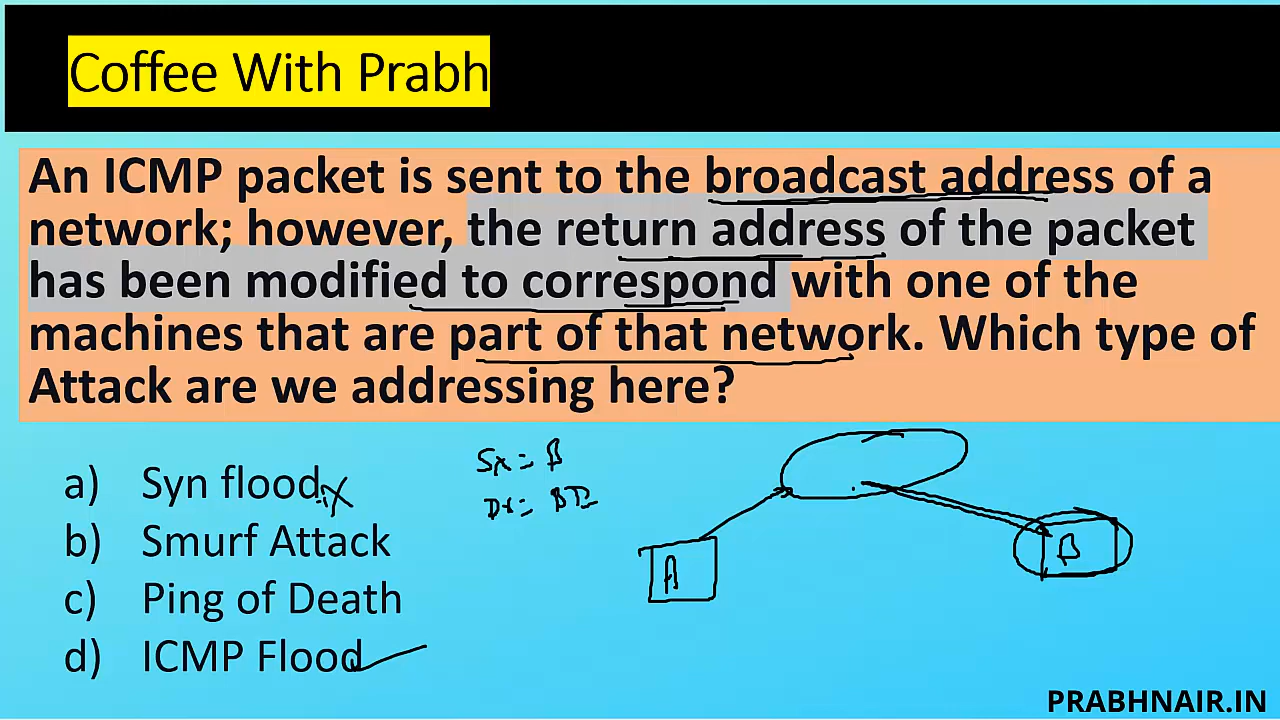 Coffee With Prabh
An ICMP packet is sent to the broadcast address of a
network; however, the return address of the packet
has been modified to correspond with one of the
machines that are part of that network. Which type of
Attack are we addressing here?
a) Syn flood
b) Smurf Attack
c) Ping of Death
d) ICMP Flood
= B
A
B
PRABHNAIR.IN